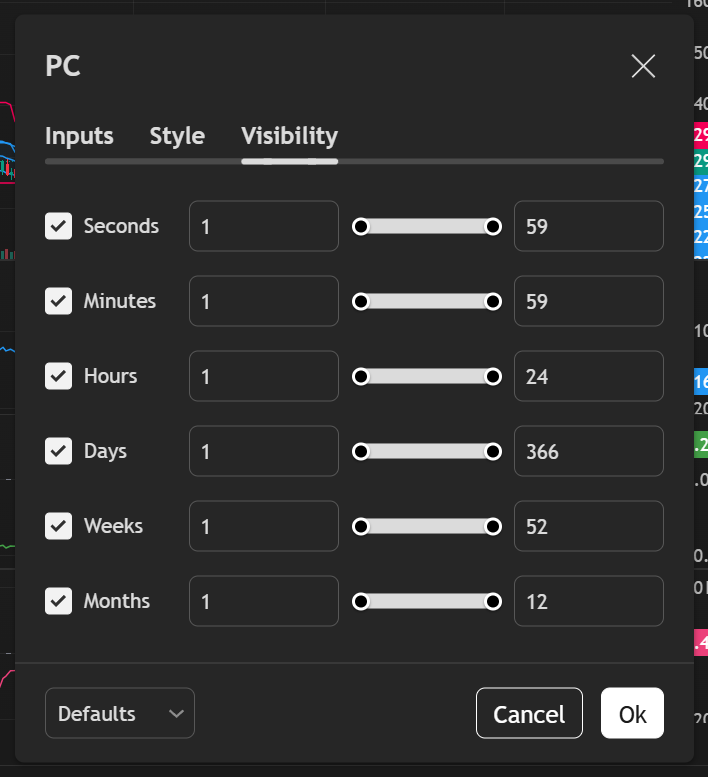 PC
Inputs Style Visibility
Seconds 1 59
Minutes 1 59
Hours 1 24
Days 1 366
Weeks 1 52
Months 1 12
Defaults Cancel Ok